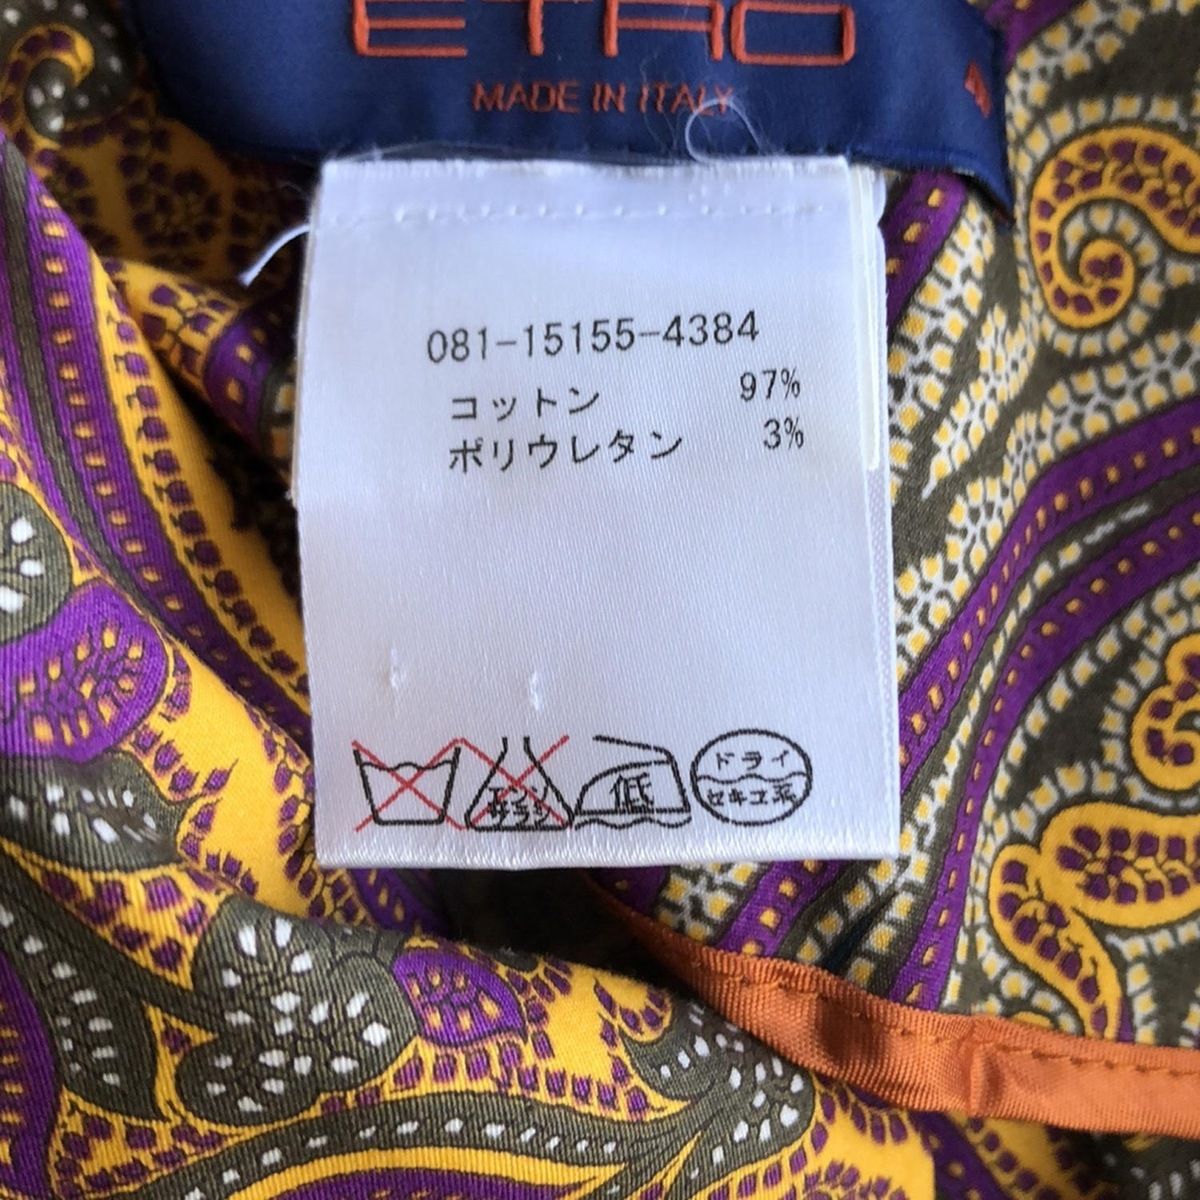 ETRO
MADE IN ITALY
081-15155-4384
コットン 97%
ポリウレタン 3%
エンソ
サラシ
低
ドライ
セキユ系